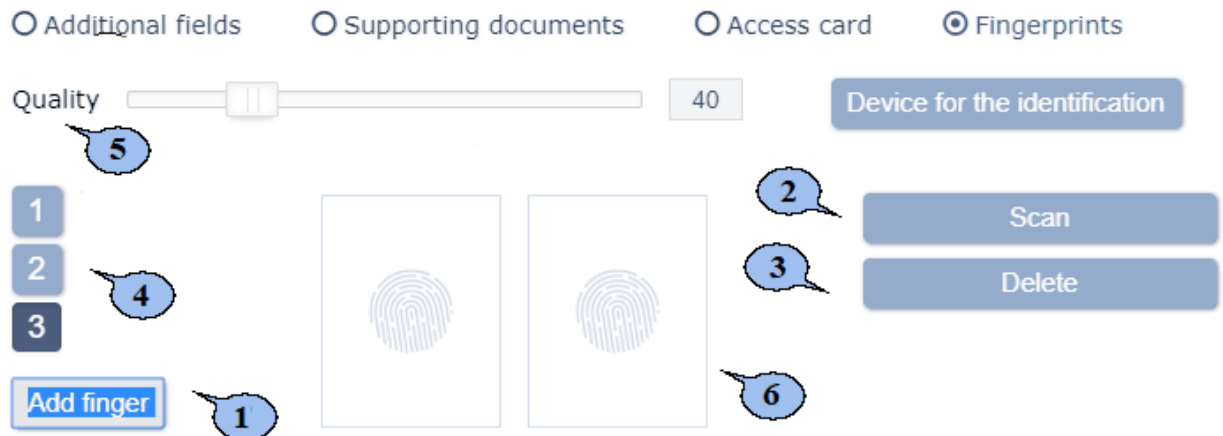 Additional fields Supporting documents Access card Fingerprints
Quality 40 Device for the identification
5
1 2 Scan
2 4 3 Delete
3
Add finger 1 6